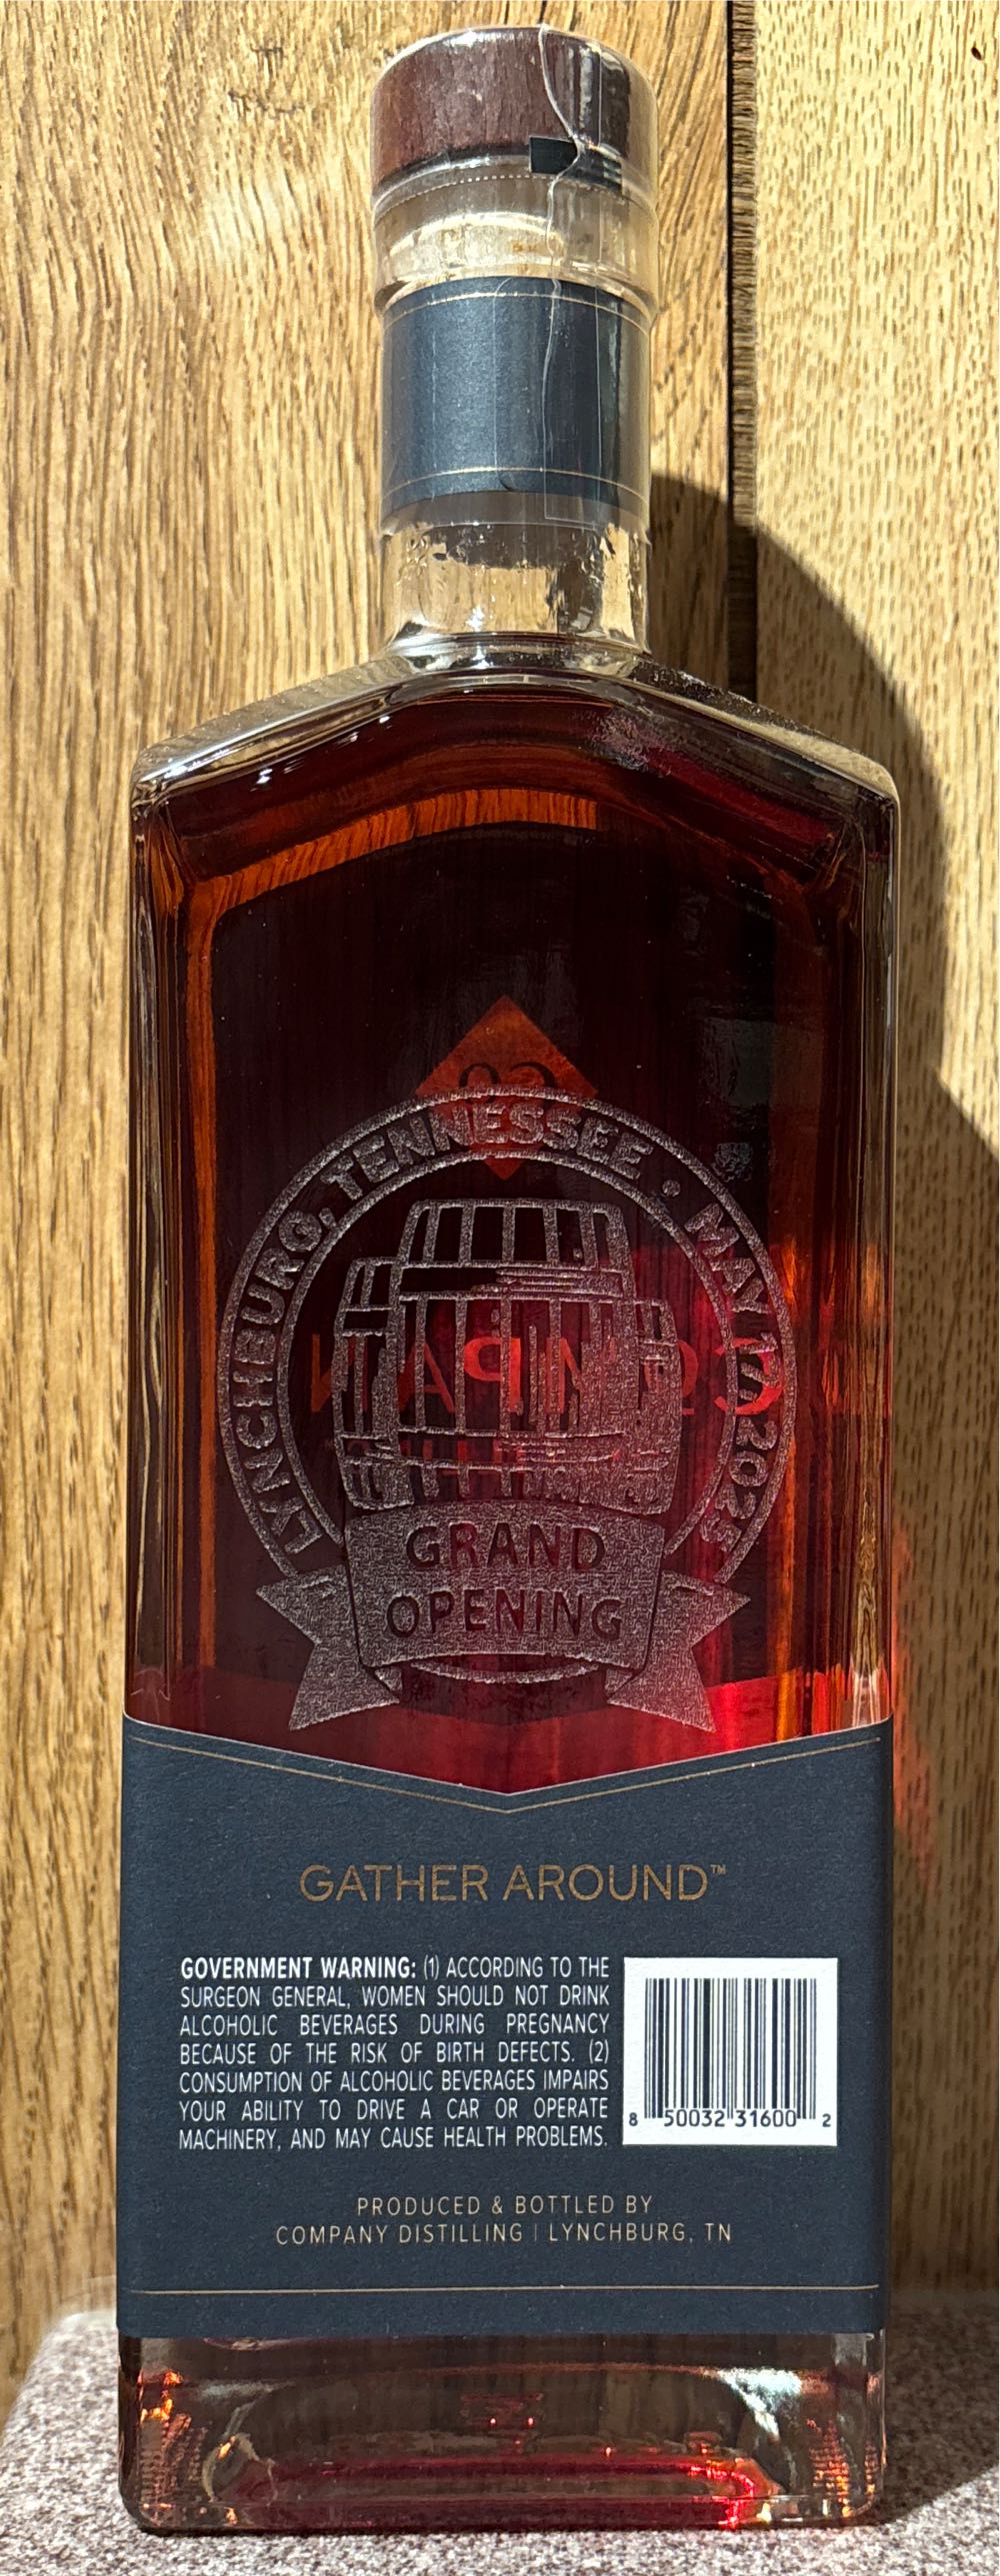 LYNCHBURG, TENNESSEE • MAY 2025
GRAND
OPENING
GATHER AROUND™
GOVERNMENT WARNING: (1) ACCORDING TO THE
SURGEON GENERAL, WOMEN SHOULD NOT DRINK
ALCOHOLIC BEVERAGES DURING PREGNANCY
BECAUSE OF THE RISK OF BIRTH DEFECTS. (2)
CONSUMPTION OF ALCOHOLIC BEVERAGES IMPAIRS
YOUR ABILITY TO DRIVE A CAR OR OPERATE
MACHINERY, AND MAY CAUSE HEALTH PROBLEMS.
8 50032 31600 2
PRODUCED & BOTTLED BY
COMPANY DISTILLING | LYNCHBURG, TN